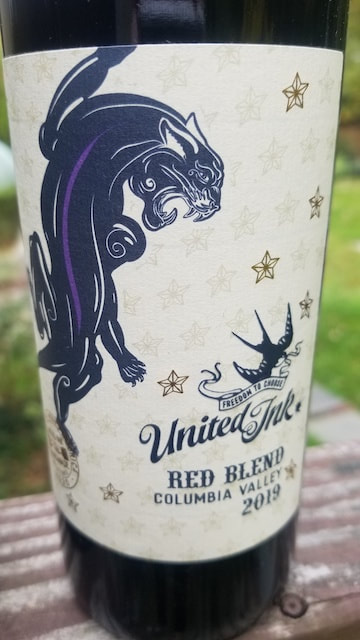 FREEDOM TO CHOOSE
United Ink
RED BLEND
COLUMBIA VALLEY
2019